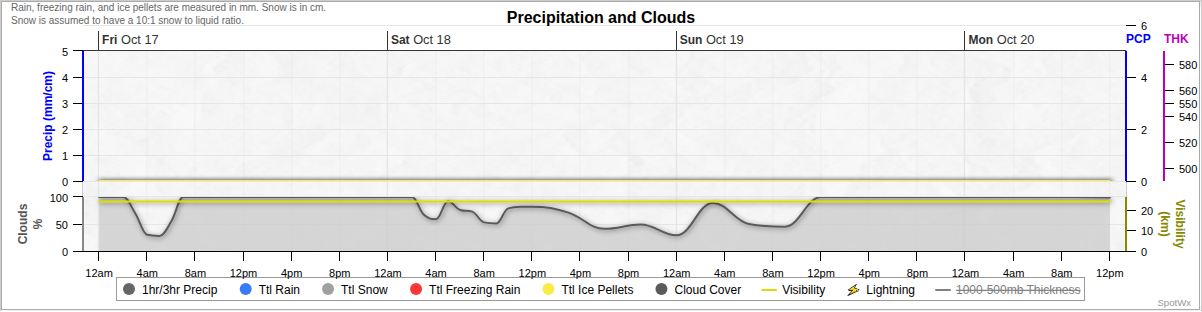 Rain, freezing rain, and ice pellets are measured in mm. Snow is in cm.
Snow is assumed to have a 10:1 snow to liquid ratio.
Precipitation and Clouds
Fri Oct 17
Sat Oct 18
Sun Oct 19
Mon Oct 20
PCP
THK
Precip (mm/cm)
5
4
3
2
1
0
6
4
2
0
580
560
550
540
520
500
Clouds
%
100
50
0
20
10
0
Visibility
(km)
12am 4am 8am 12pm 4pm 8pm 12am 4am 8am 12pm 4pm 8pm 12am 4am 8am 12pm 4pm 8pm 12am 4am 8am 12pm
1hr/3hr Precip Ttl Rain Ttl Snow Ttl Freezing Rain Ttl Ice Pellets Cloud Cover Visibility Lightning 1000-500mb Thickness
SpotWx